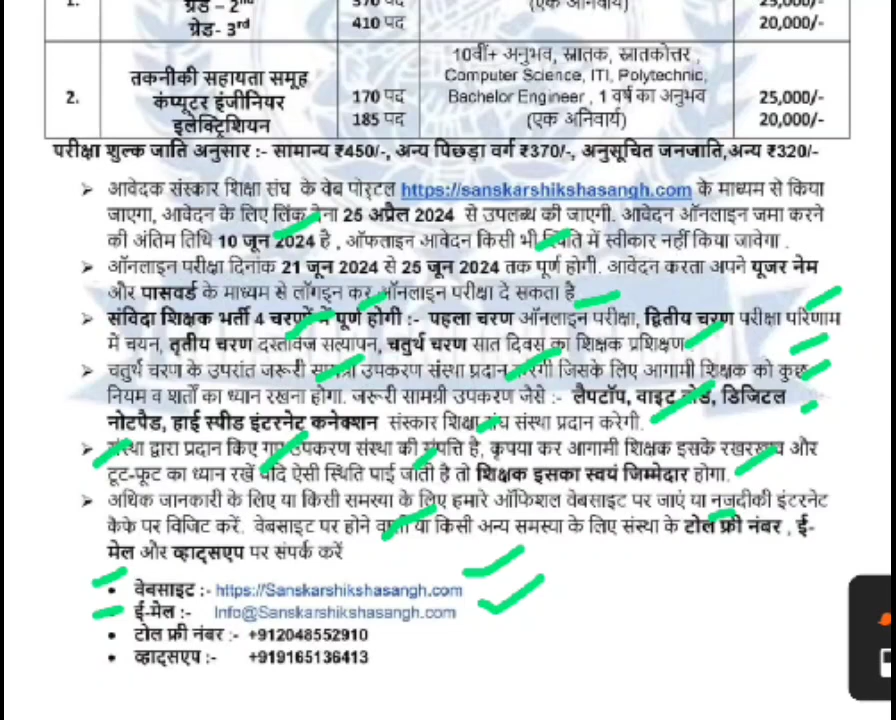 1. ग्रेड - 2nd 370 पद (एक अनिवार्य) 25,000/-
ग्रेड- 3rd 410 पद 20,000/-
2. तकनीकी सहायता समूह
कंप्यूटर इंजीनियर 170 पद 25,000/-
इलेक्ट्रिशियन 185 पद 20,000/-
10वीं+ अनुभव, स्नातक, स्नातकोत्तर ,
Computer Science, ITI, Polytechnic,
Bachelor Engineer , 1 वर्ष का अनुभव
(एक अनिवार्य)
परीक्षा शुल्क जाति अनुसार :- सामान्य ₹450/-, अन्य पिछड़ा वर्ग ₹370/-, अनुसूचित जनजाति,अन्य ₹320/-
➢ आवेदक संस्कार शिक्षा संघ के वेब पोर्टल https://sanskarshikshasangh.com के माध्यम से किया
जाएगा, आवेदन के लिए लिंक 25 अप्रैल 2024 से उपलब्ध की जाएगी. आवेदन ऑनलाइन जमा करने
की अंतिम तिथि 10 जून 2024 है , ऑफलाइन आवेदन किसी भी स्थिति में स्वीकार नहीं किया जावेगा .
➢ ऑनलाइन परीक्षा दिनांक 21 जून 2024 से 25 जून 2024 तक पूर्ण होगी. आवेदन करता अपने यूजर नेम
और पासवर्ड के माध्यम से लॉगइन कर ऑनलाइन परीक्षा दे सकता है
➢ संविदा शिक्षक भर्ती 4 चरणों में पूर्ण होगी :- पहला चरण ऑनलाइन परीक्षा, द्वितीय चरण परीक्षा परिणाम
में चयन, तृतीय चरण दस्तावेज सत्यापन, चतुर्थ चरण सात दिवस का शिक्षक प्रशिक्षण
➢ चतुर्थ चरण के उपरांत जरूरी सामग्री उपकरण संस्था प्रदान करेगी जिसके लिए आगामी शिक्षक को कुछ
नियम व शर्तों का ध्यान रखना होगा. जरूरी सामग्री उपकरण जैसे :- लैपटॉप, वाइट बोर्ड, डिजिटल
नोटपैड, हाई स्पीड इंटरनेट कनेक्शन संस्कार शिक्षा संघ संस्था प्रदान करेगी.
➢ संस्था द्वारा प्रदान किए गए उपकरण संस्था की संपत्ति है, कृपया कर आगामी शिक्षक इसके रखरखाव और
टूट-फूट का ध्यान रखें यदि ऐसी स्थिति पाई जाती है तो शिक्षक इसका स्वयं जिम्मेदार होगा.
➢ अधिक जानकारी के लिए या किसी समस्या के लिए हमारे ऑफिशल वेबसाइट पर जाएं या नजदीकी इंटरनेट
कैफे पर विजिट करें. वेबसाइट पर होने वाली या किसी अन्य समस्या के लिए संस्था के टोल फ्री नंबर , ई-
मेल और व्हाट्सएप पर संपर्क करें
• वेबसाइट :- https://Sanskarshikshasangh.com
• ई-मेल :- Info@Sanskarshikshasangh.com
• टोल फ्री नंबर :- +912048552910
• व्हाट्सएप :- +919165136413